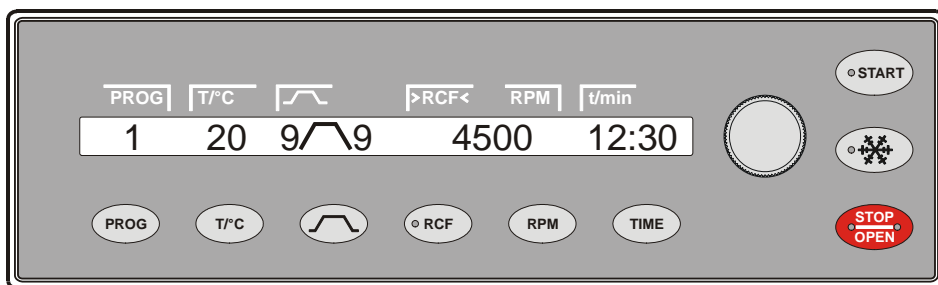 START
PROG T/°C >RCF< RPM t/min
1 20 9 9 4500 12:30
PROG T/°C RCF RPM TIME
STOP
OPEN